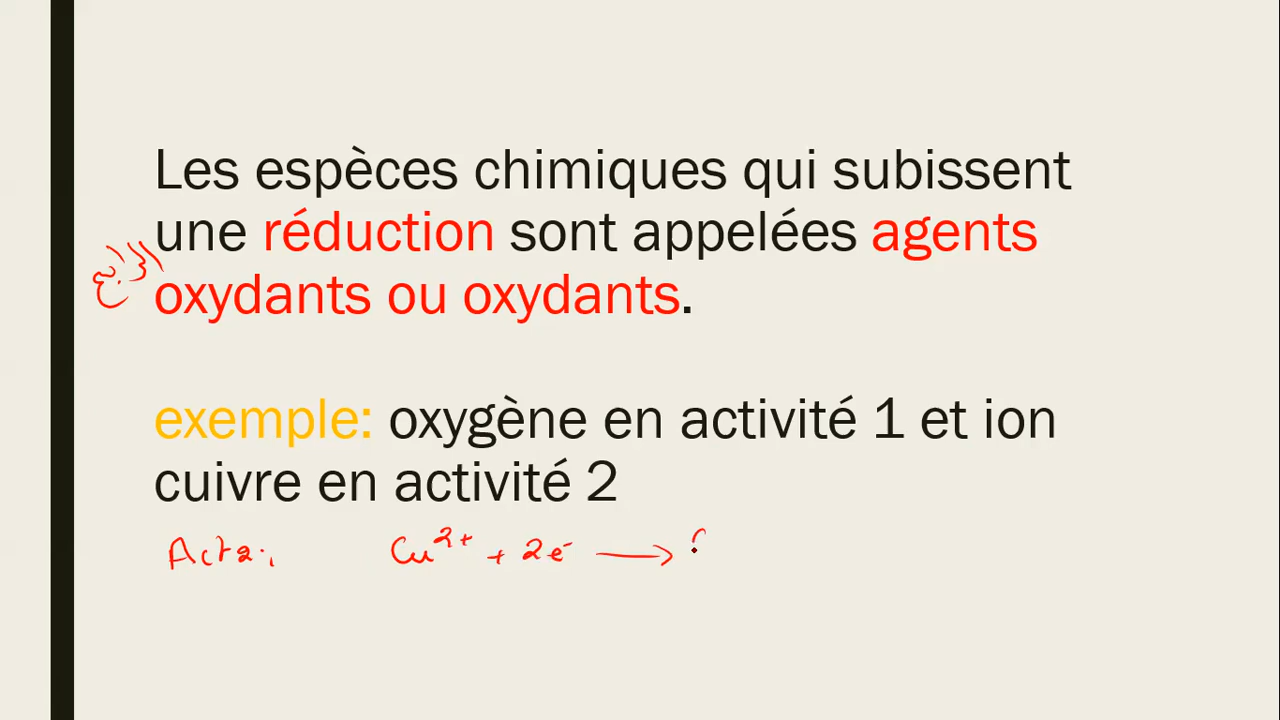 Les espèces chimiques qui subissent
une réduction sont appelées agents
oxydants ou oxydants.
exemple: oxygène en activité 1 et ion
cuivre en activité 2
Act2: Cu²⁺ + 2e⁻ →